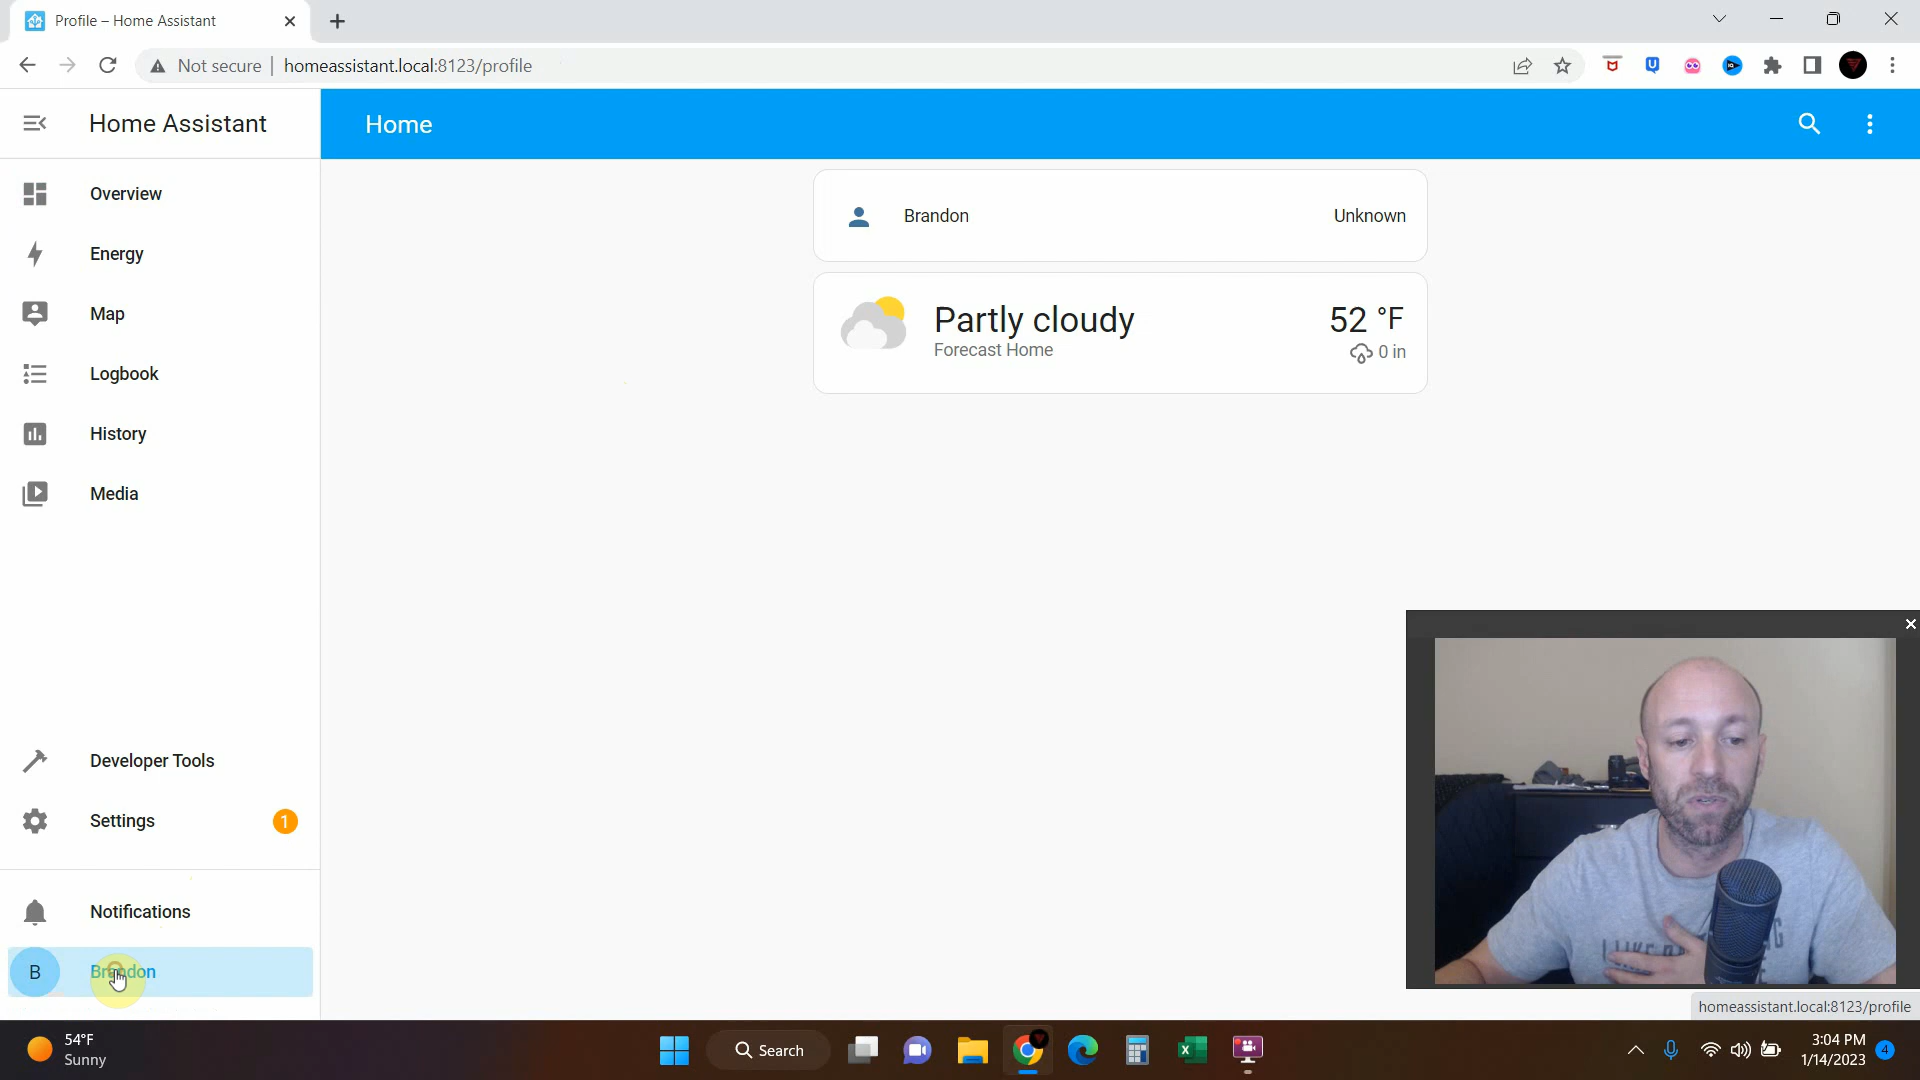 Profile – Home Assistant
Not secure
homeassistant.local:8123/profile
Home Assistant
Home
Overview
Energy
Map
Logbook
History
Media
Developer Tools
Settings
1
Notifications
B
Brandon
Brandon
Unknown
Partly cloudy
Forecast Home
52 °F
0 in
homeassistant.local:8123/profile
54°F
Sunny
Search
3:04 PM
1/14/2023
4